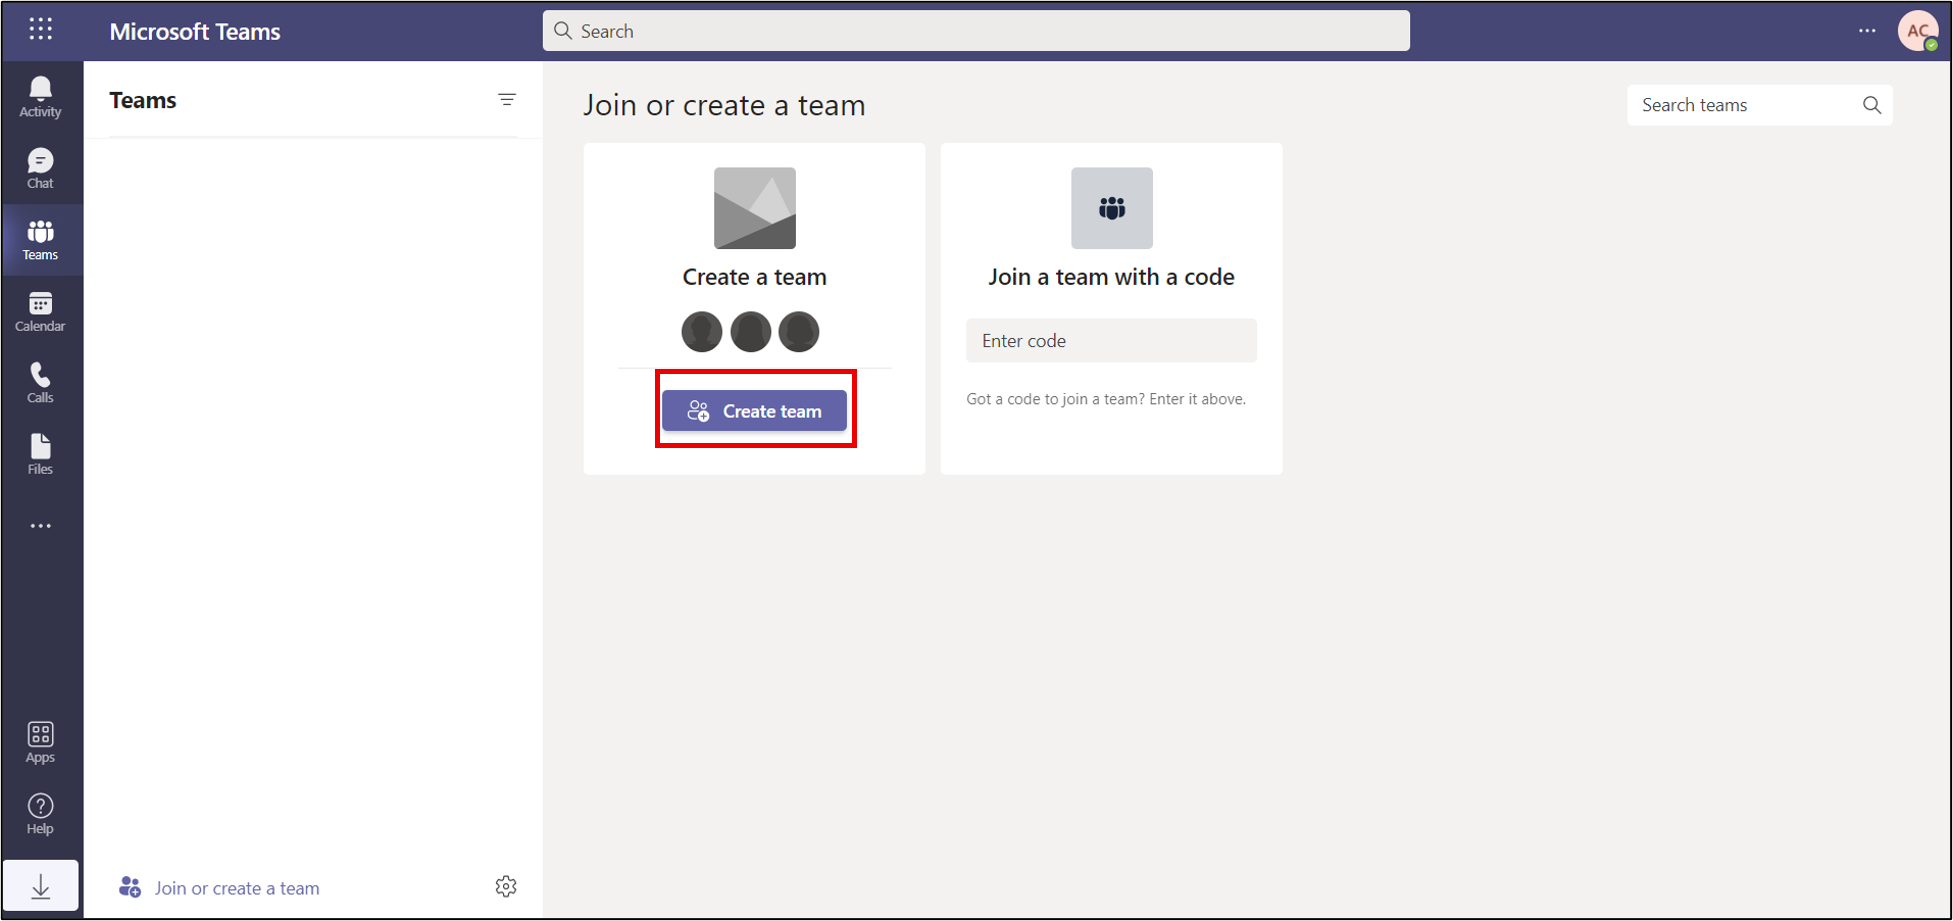 Microsoft Teams
Search
AC
Activity
Chat
Teams
Calendar
Calls
Files
Apps
Help
Teams
Join or create a team
Join or create a team
Search teams
Create a team
Create team
Join a team with a code
Enter code
Got a code to join a team? Enter it above.